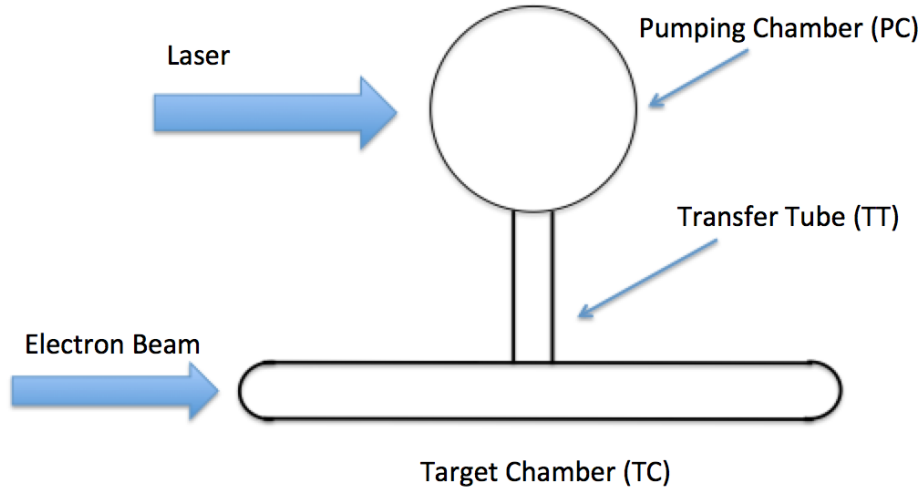 Pumping Chamber (PC)
Laser
Transfer Tube (TT)
Electron Beam
Target Chamber (TC)